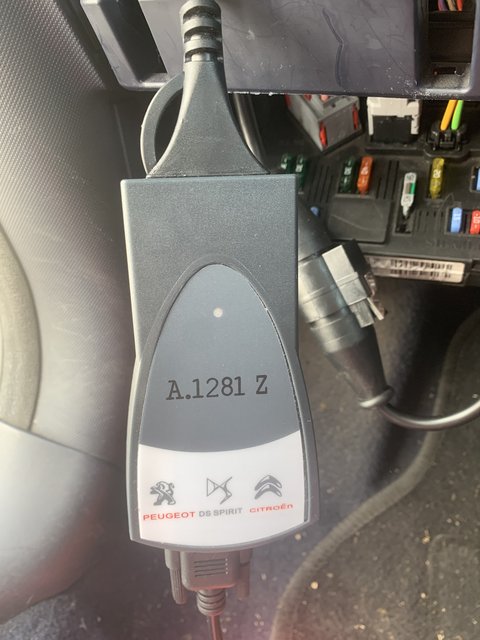 A.1281 Z
PEUGEOT DS SPIRIT CITROËn